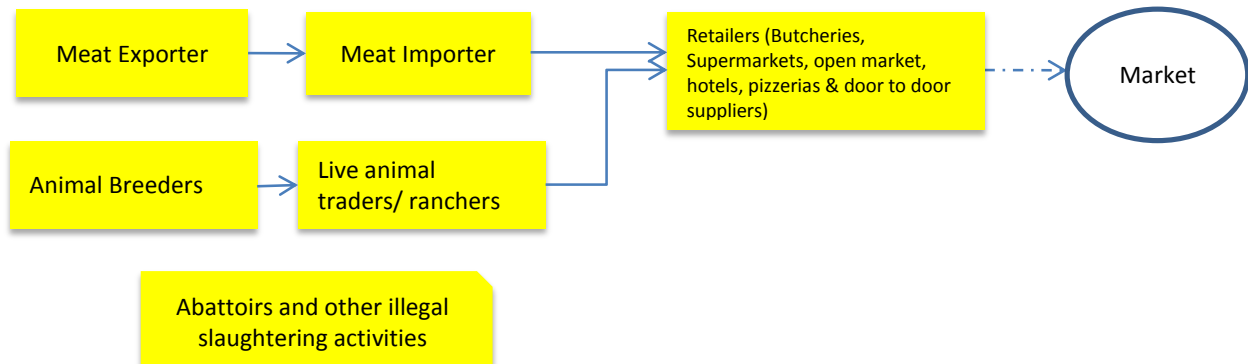 Meat Exporter
Meat Importer
Retailers (Butcheries,
Supermarkets, open market,
hotels, pizzerias & door to door
suppliers)
Market
Animal Breeders
Live animal
traders/ ranchers
Abattoirs and other illegal
slaughtering activities